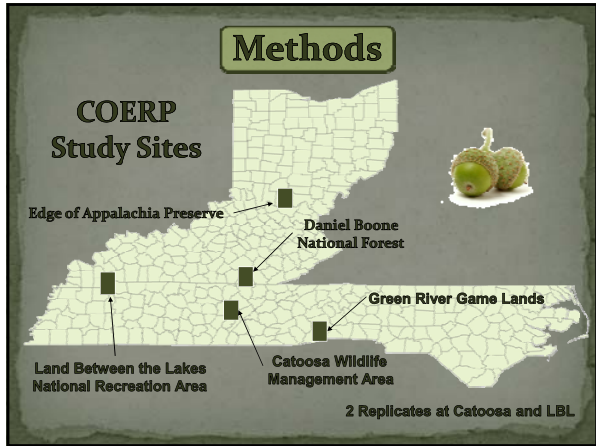 Methods
COERP
Study Sites
Edge of Appalachia Preserve
Daniel Boone
National Forest
Green River Game Lands
Land Between the Lakes
National Recreation Area
Catoosa Wildlife
Management Area
2 Replicates at Catoosa and LBL